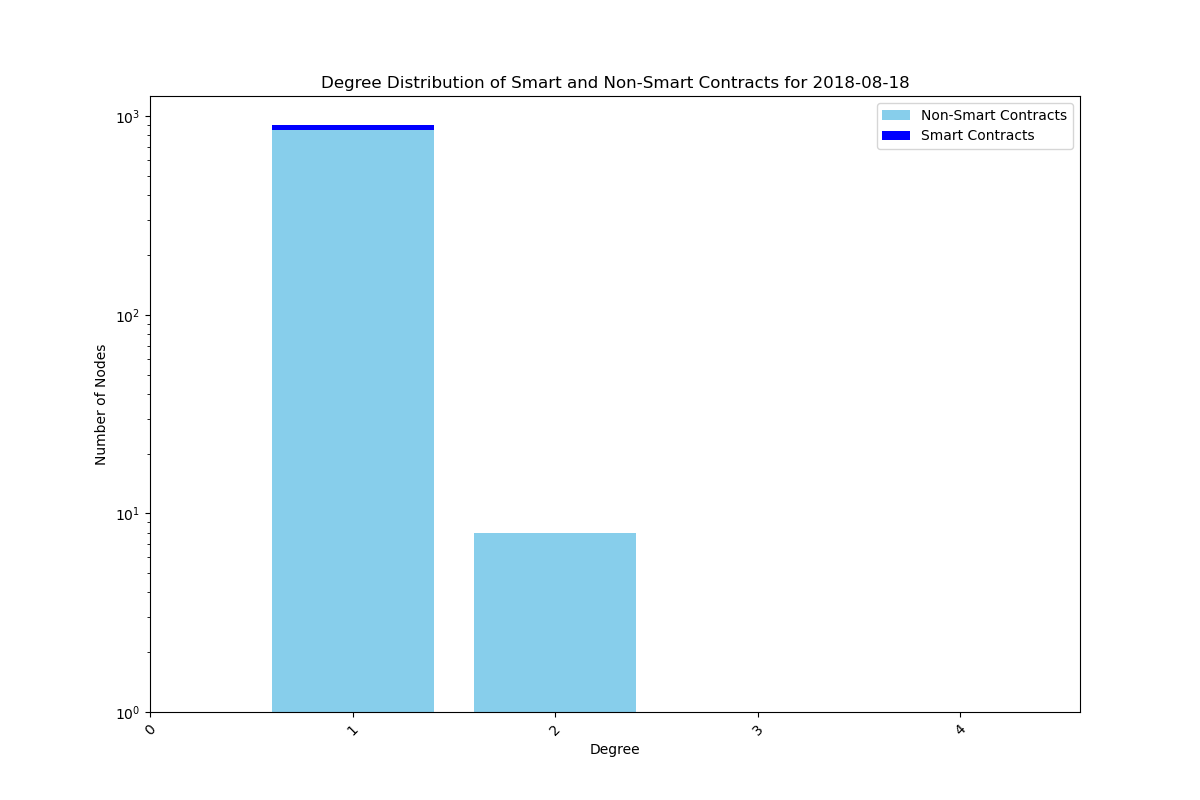 Degree Distribution of Smart and Non-Smart Contracts for 2018-08-18
Non-Smart Contracts
Smart Contracts
Number of Nodes
10³
10²
10¹
10⁰
0
1
2
3
4
Degree